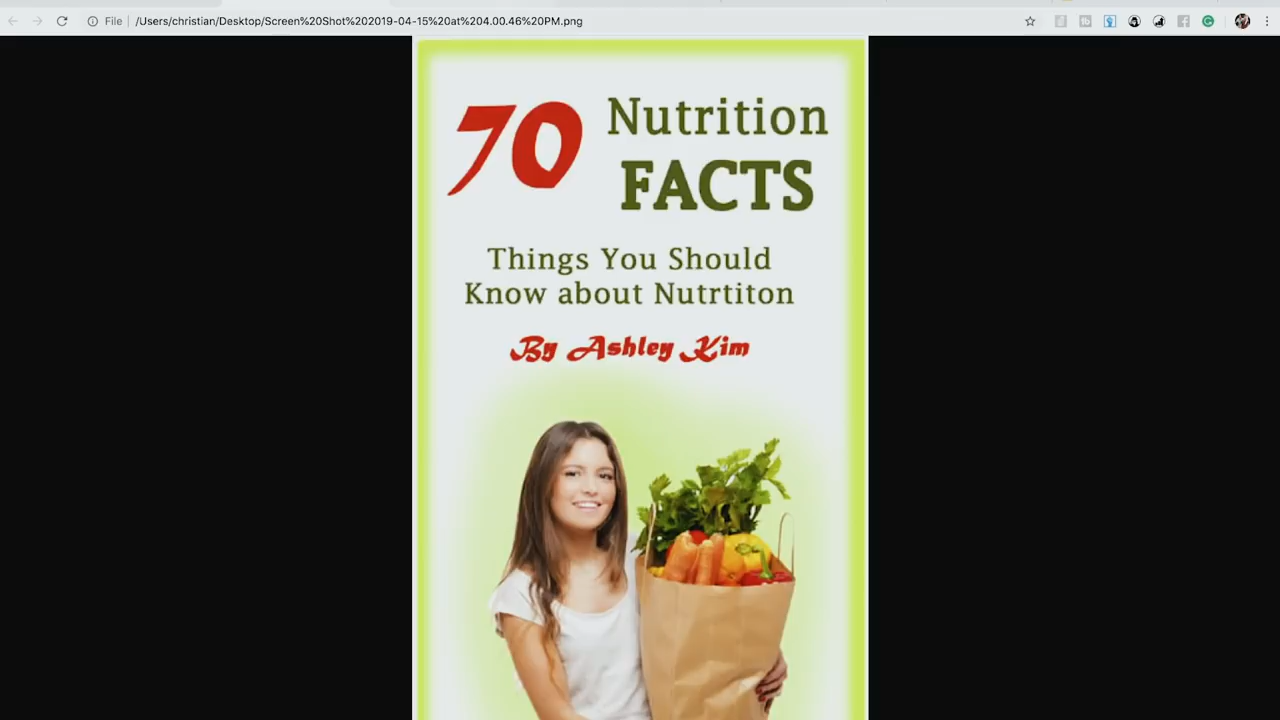 File
/Users/christian/Desktop/Screen%20Shot%202019-04-15%20at%204.00.46%20PM.png
70 Nutrition
FACTS
Things You Should
Know about Nutrtiton
By Ashley Kim